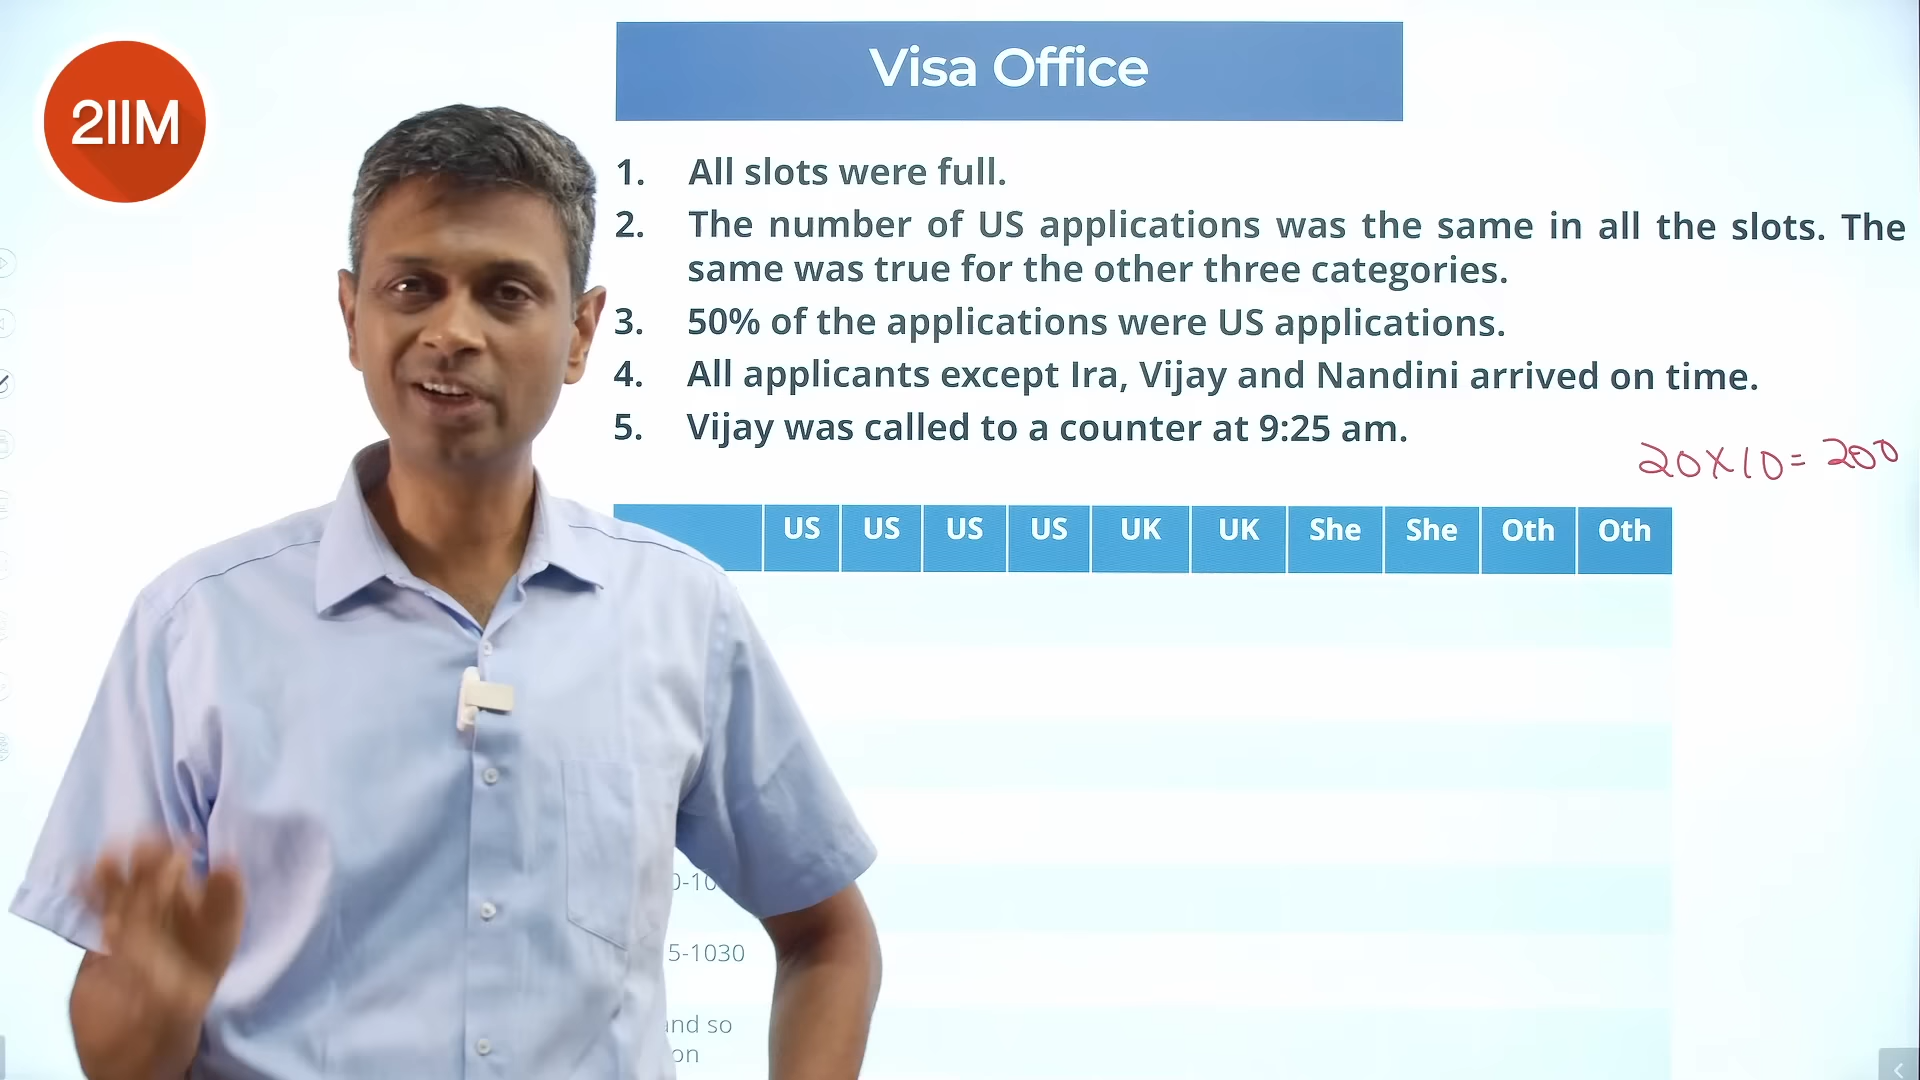 2IIM
Visa Office
1. All slots were full.
2. The number of US applications was the same in all the slots. The
same was true for the other three categories.
3. 50% of the applications were US applications.
4. All applicants except Ira, Vijay and Nandini arrived on time.
5. Vijay was called to a counter at 9:25 am.
20X10= 200
US US US US UK UK She She Oth Oth
0-10
5-1030
and so
on